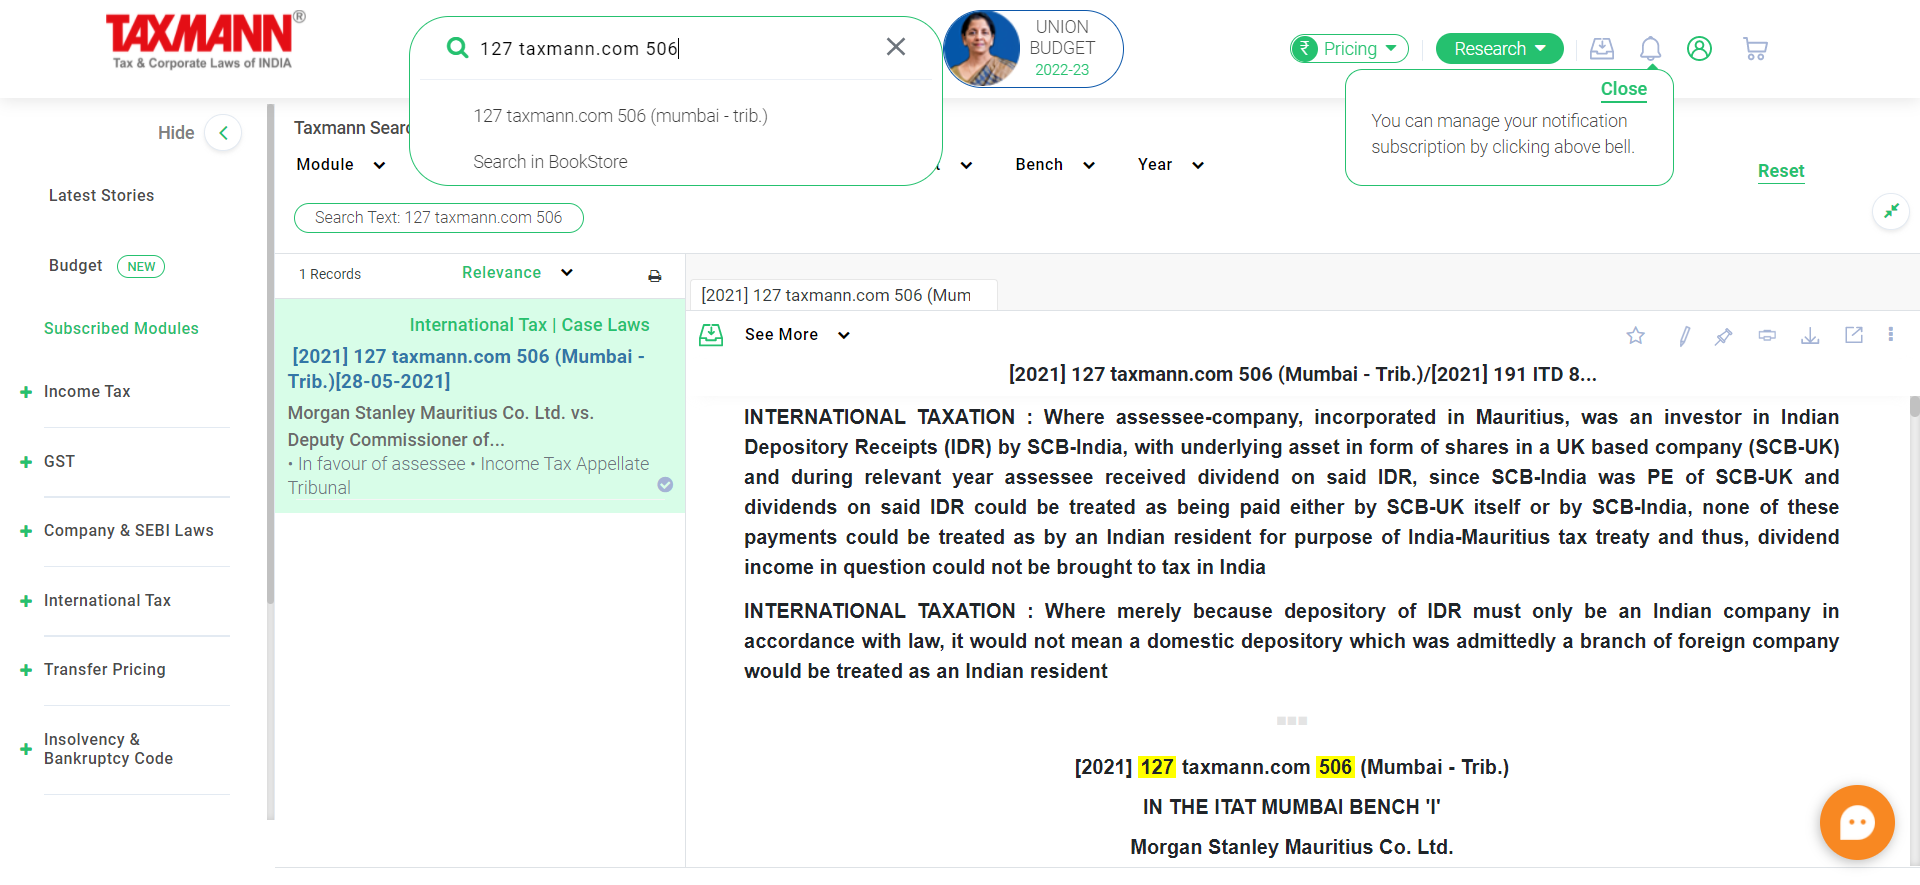 TAXMANN®
Tax & Corporate Laws of INDIA
127 taxmann.com 506
127 taxmann.com 506 (mumbai - trib.)
Search in BookStore
UNION
BUDGET
2022-23
₹ Pricing
Research
Close
You can manage your notification
subscription by clicking above bell.
Hide
Latest Stories
Budget NEW
Subscribed Modules
Income Tax
GST
Company & SEBI Laws
International Tax
Transfer Pricing
Insolvency &
Bankruptcy Code
Taxmann
Module
Bench
Year
Reset
Search Text: 127 taxmann.com 506
1 Records
Relevance
International Tax | Case Laws
[2021] 127 taxmann.com 506 (Mumbai -
Trib.)[28-05-2021]
Morgan Stanley Mauritius Co. Ltd. vs.
Deputy Commissioner of...
• In favour of assessee • Income Tax Appellate
Tribunal
[2021] 127 taxmann.com 506 (Mum
See More
[2021] 127 taxmann.com 506 (Mumbai - Trib.)/[2021] 191 ITD 8...
INTERNATIONAL TAXATION : Where assessee-company, incorporated in Mauritius, was an investor in Indian
Depository Receipts (IDR) by SCB-India, with underlying asset in form of shares in a UK based company (SCB-UK)
and during relevant year assessee received dividend on said IDR, since SCB-India was PE of SCB-UK and
dividends on said IDR could be treated as being paid either by SCB-UK itself or by SCB-India, none of these
payments could be treated as by an Indian resident for purpose of India-Mauritius tax treaty and thus, dividend
income in question could not be brought to tax in India
INTERNATIONAL TAXATION : Where merely because depository of IDR must only be an Indian company in
accordance with law, it would not mean a domestic depository which was admittedly a branch of foreign company
would be treated as an Indian resident
[2021] 127 taxmann.com 506 (Mumbai - Trib.)
IN THE ITAT MUMBAI BENCH 'I'
Morgan Stanley Mauritius Co. Ltd.